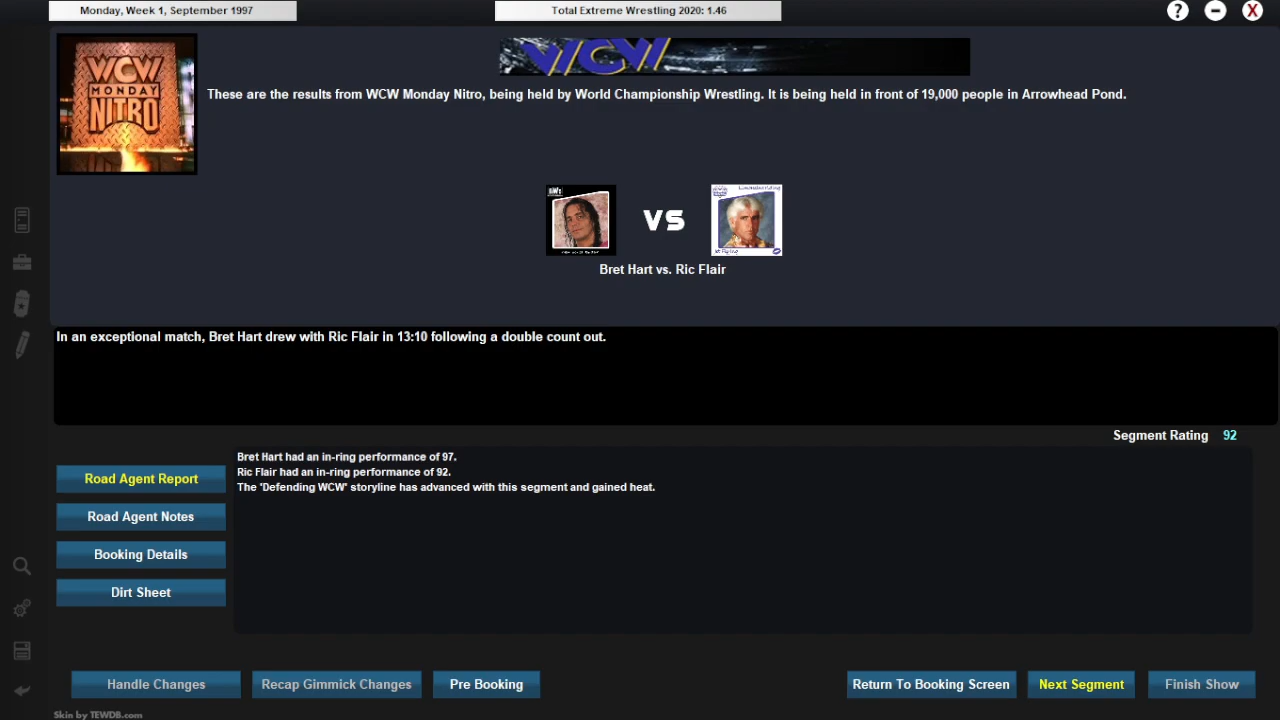 Monday, Week 1, September 1997
Total Extreme Wrestling 2020: 1.46
?
X
WCW
MONDAY
NITRO
WCW
These are the results from WCW Monday Nitro, being held by World Championship Wrestling. It is being held in front of 19,000 people in Arrowhead Pond.
VS
Bret Hart vs. Ric Flair
In an exceptional match, Bret Hart drew with Ric Flair in 13:10 following a double count out.
Segment Rating 92
Road Agent Report
Road Agent Notes
Booking Details
Dirt Sheet
Bret Hart had an in-ring performance of 97.
Ric Flair had an in-ring performance of 92.
The 'Defending WCW' storyline has advanced with this segment and gained heat.
Handle Changes
Recap Gimmick Changes
Pre Booking
Return To Booking Screen
Next Segment
Finish Show
Skin by TEWDB.com